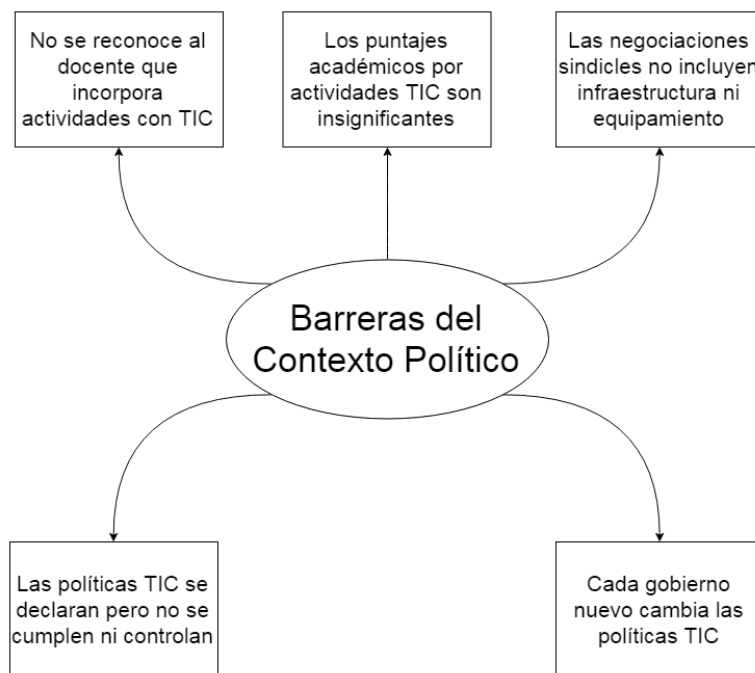 No se reconoce al
docente que
incorpora
actividades con TIC
Los puntajes
académicos por
actividades TIC son
insignificantes
Las negociaciones
sindicles no incluyen
infraestructura ni
equipamiento
Barreras del
Contexto Político
Las políticas TIC se
declaran pero no se
cumplen ni controlan
Cada gobierno
nuevo cambia las
políticas TIC